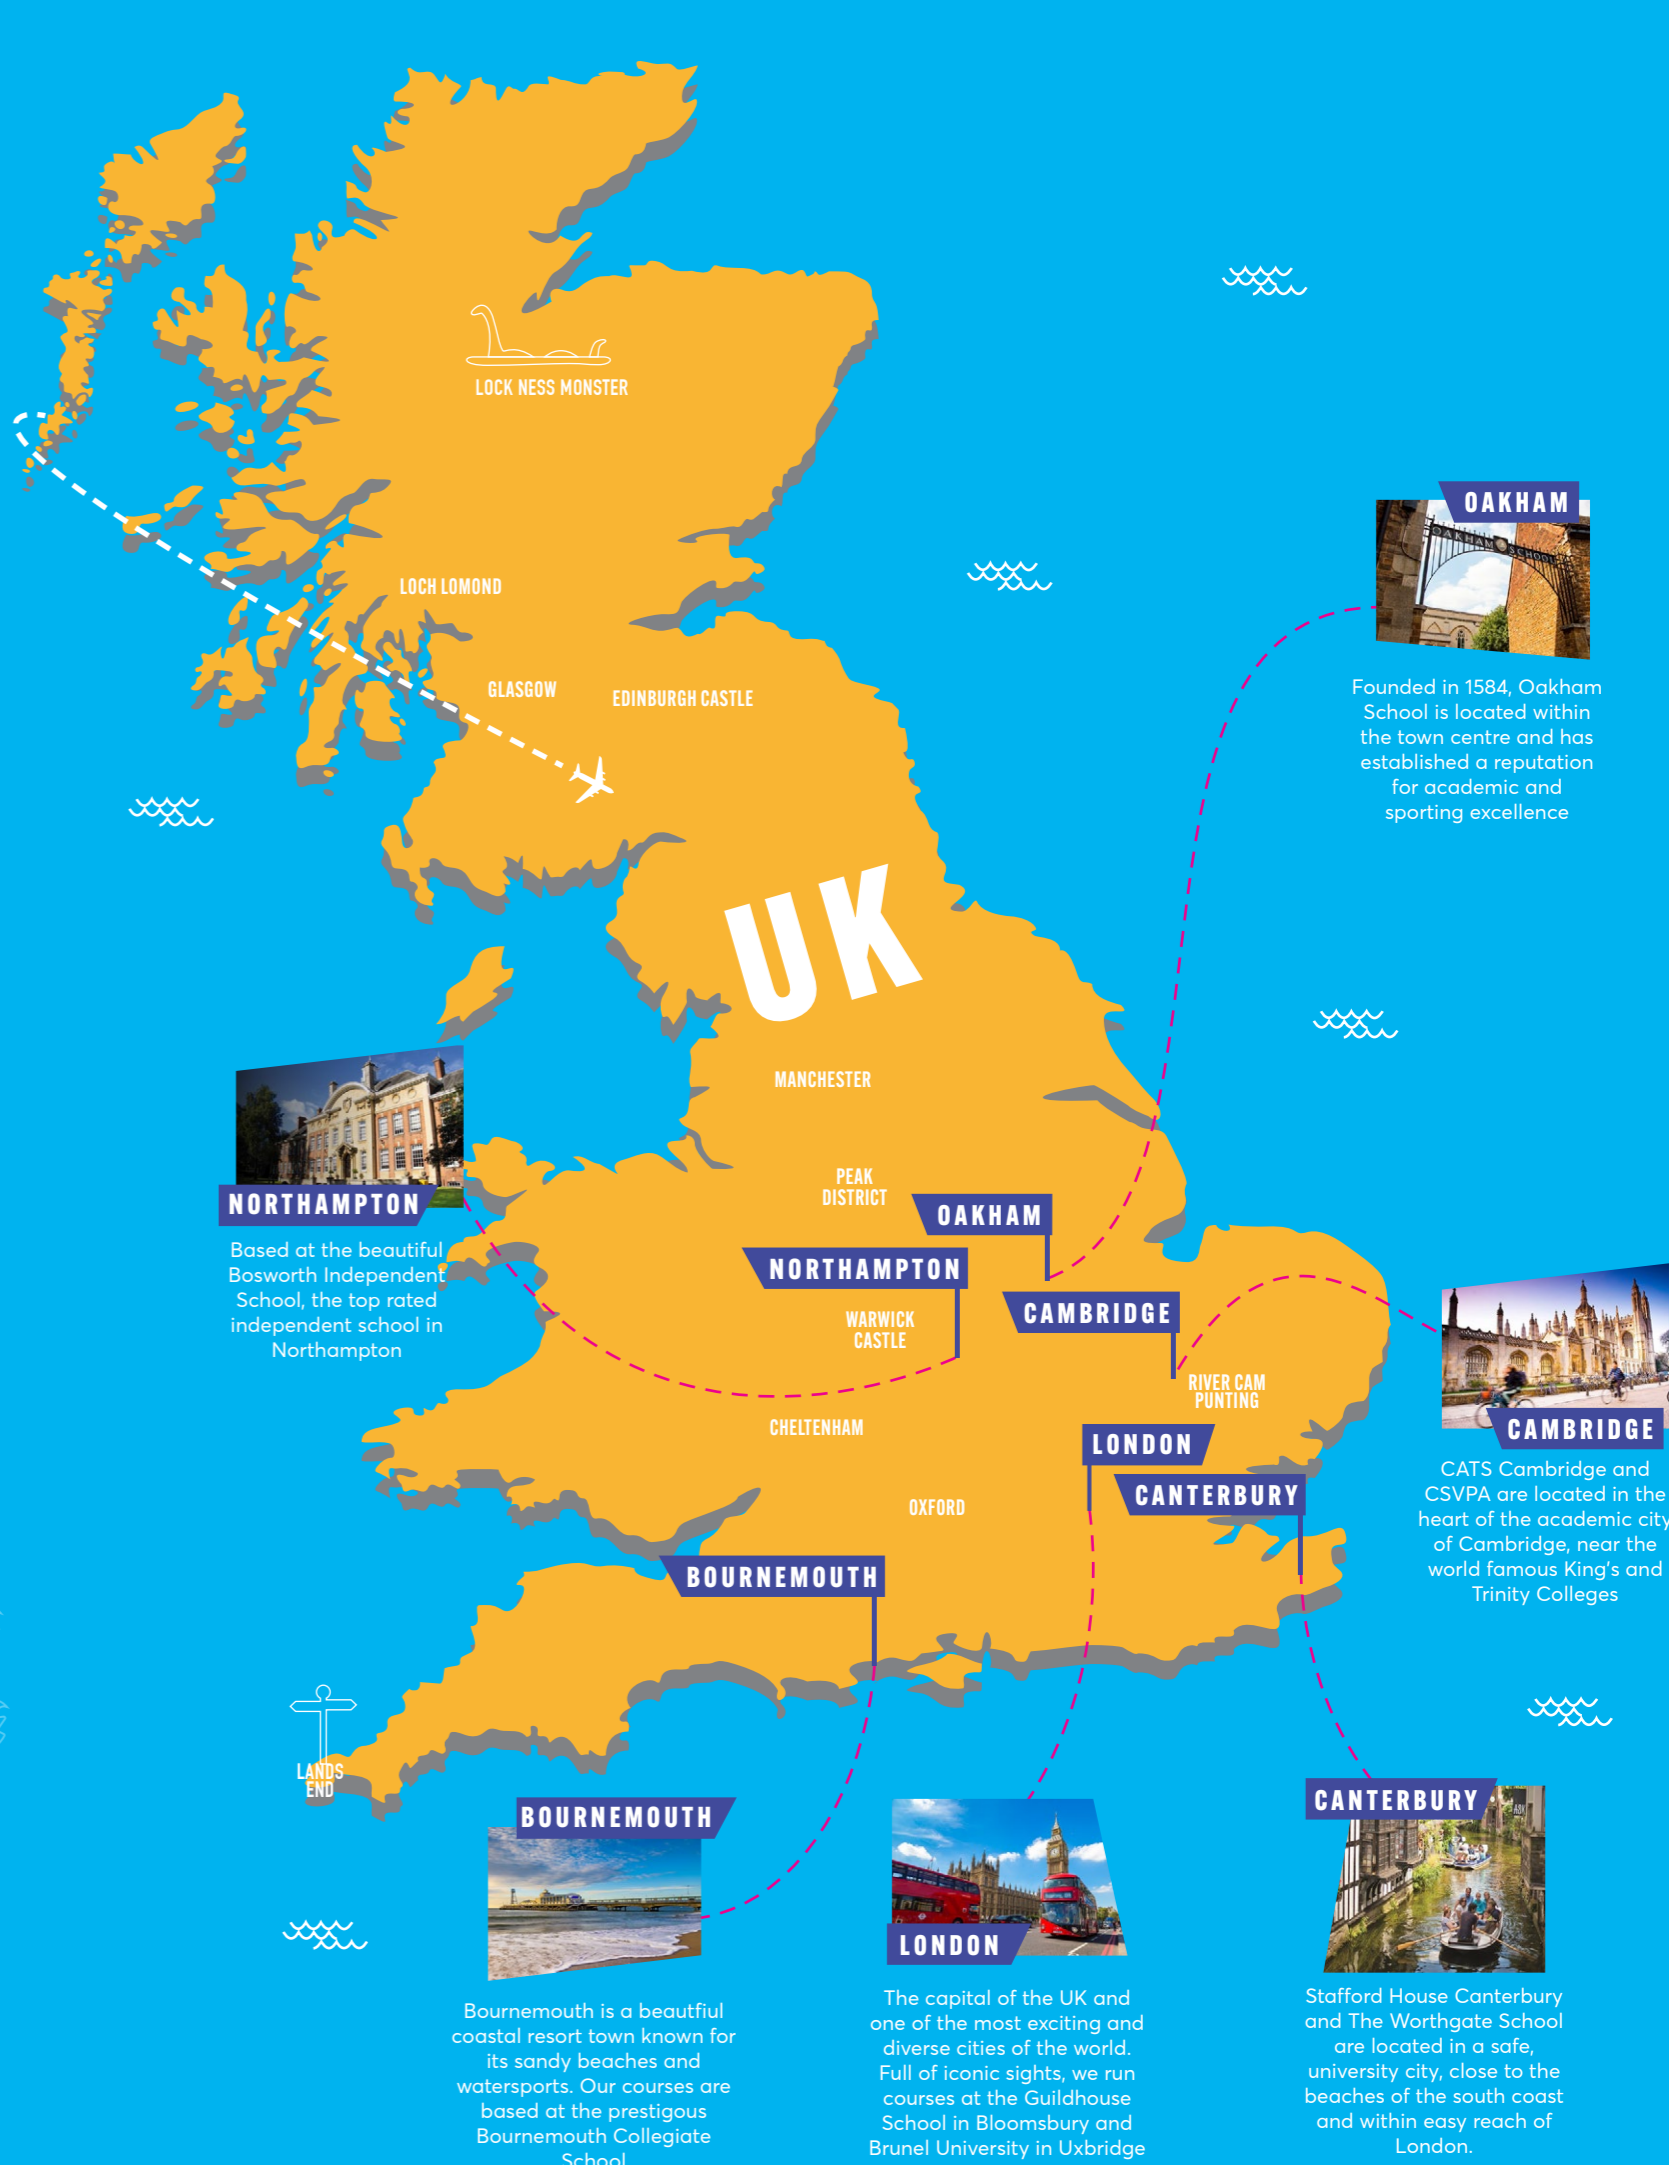 LOCK NESS MONSTER
OAKHAM
OAKHAM SCHOOL
Founded in 1584, Oakham
School is located within
the town centre and has
established a reputation
for academic and
sporting excellence
LOCH LOMOND
GLASGOW
EDINBURGH CASTLE
UK
MANCHESTER
PEAK
DISTRICT
OAKHAM
NORTHAMPTON
NORTHAMPTON
Based at the beautiful
Bosworth Independent
School, the top rated
independent school in
Northampton
CAMBRIDGE
WARWICK
CASTLE
RIVER CAM
PUNTING
CHELTENHAM
CAMBRIDGE
CATS Cambridge and
CSVPA are located in the
heart of the academic city
of Cambridge, near the
world famous King's and
Trinity Colleges
LONDON
CANTERBURY
OXFORD
BOURNEMOUTH
LANDS
END
BOURNEMOUTH
Bournemouth is a beautfiul
coastal resort town known for
its sandy beaches and
watersports. Our courses are
based at the prestigous
Bournemouth Collegiate
School
LONDON
The capital of the UK and
one of the most exciting and
diverse cities of the world.
Full of iconic sights, we run
courses at the Guildhouse
School in Bloomsbury and
Brunel University in Uxbridge
CANTERBURY
Stafford House Canterbury
and The Worthgate School
are located in a safe,
university city, close to the
beaches of the south coast
and within easy reach of
London.